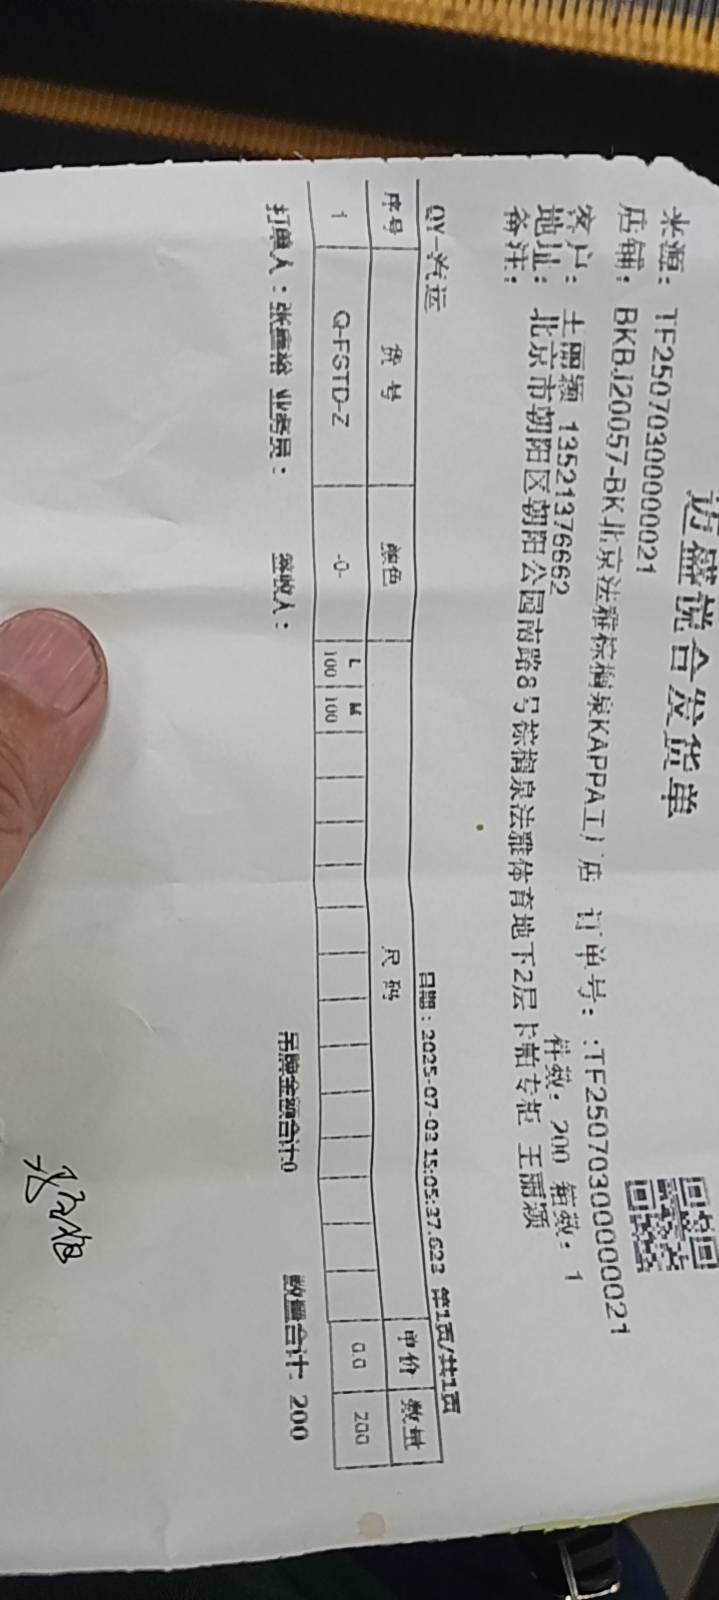 迈盛悦合发货单
来源：TF25070300000021
店铺：BKBJ20057-BK北京法雅棕榈泉KAPPA工厂店 订单号：:TF25070300000021
客户：王丽颖 13521376662 件数：200 箱数：1
地址：北京市朝阳区朝阳公园南路8号棕榈泉法雅体育地下2层卡帕专柜 王丽颖
备注：
QY-汽运 日期：2025-07-03 15:05:37.623 第1页/共1页
序号 货号 颜色 尺码 单价 数量
L M
1 Q-FSTD-Z -0- 100 100 0.0 200
打单人：张 业务员： 签收人： 吊牌金额合计:0 数量合计: 200